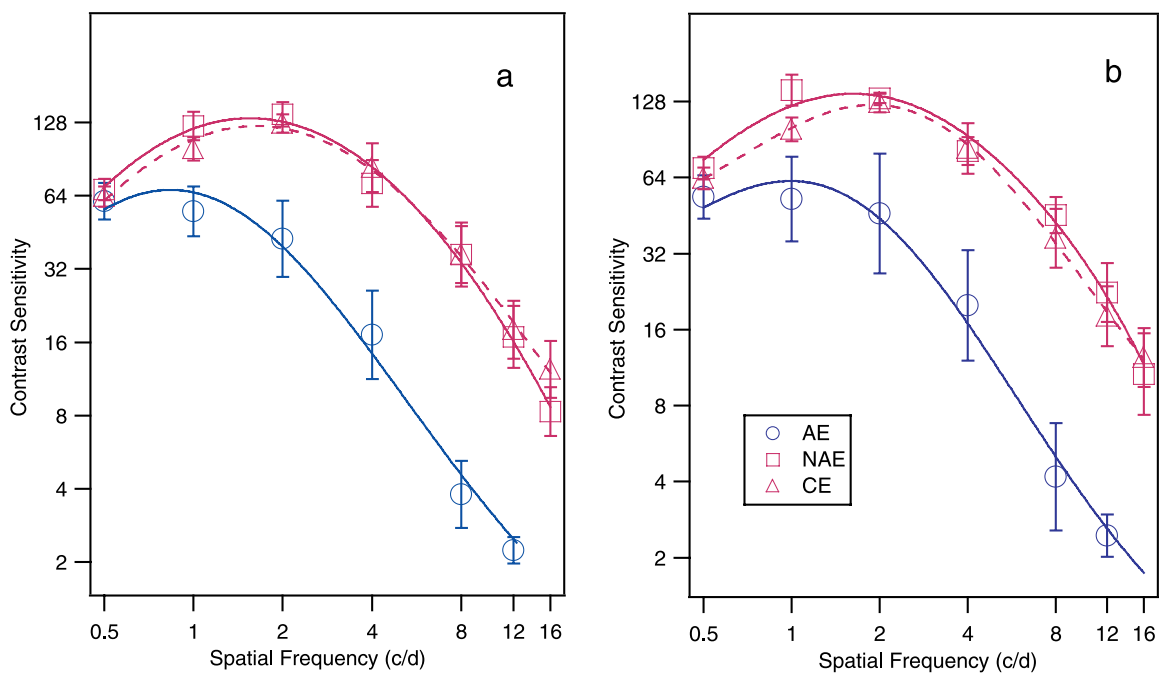 a
128
64
32
16
8
4
2
Contrast Sensitivity
0.5 1 2 4 8 12 16
Spatial Frequency (c/d)
b
128
64
32
16
8
4
2
Contrast Sensitivity
AE
NAE
CE
0.5 1 2 4 8 12 16
Spatial Frequency (c/d)